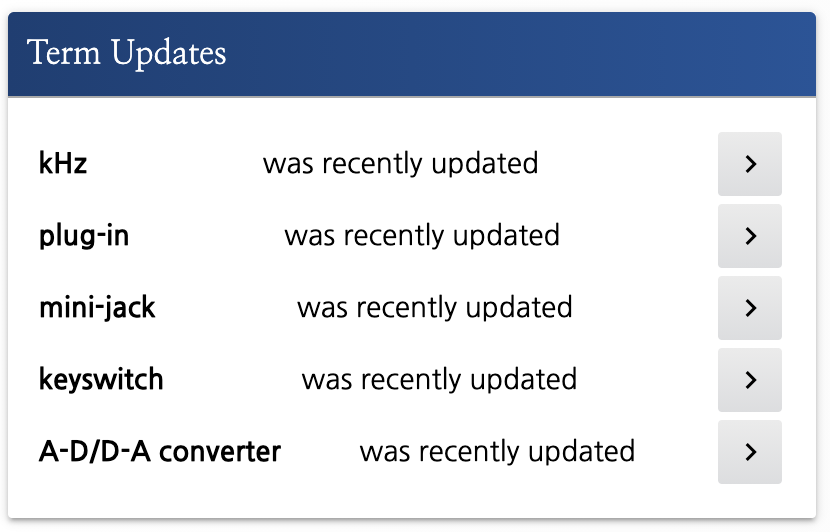 Term Updates
kHz was recently updated
plug-in was recently updated
mini-jack was recently updated
keyswitch was recently updated
A-D/D-A converter was recently updated